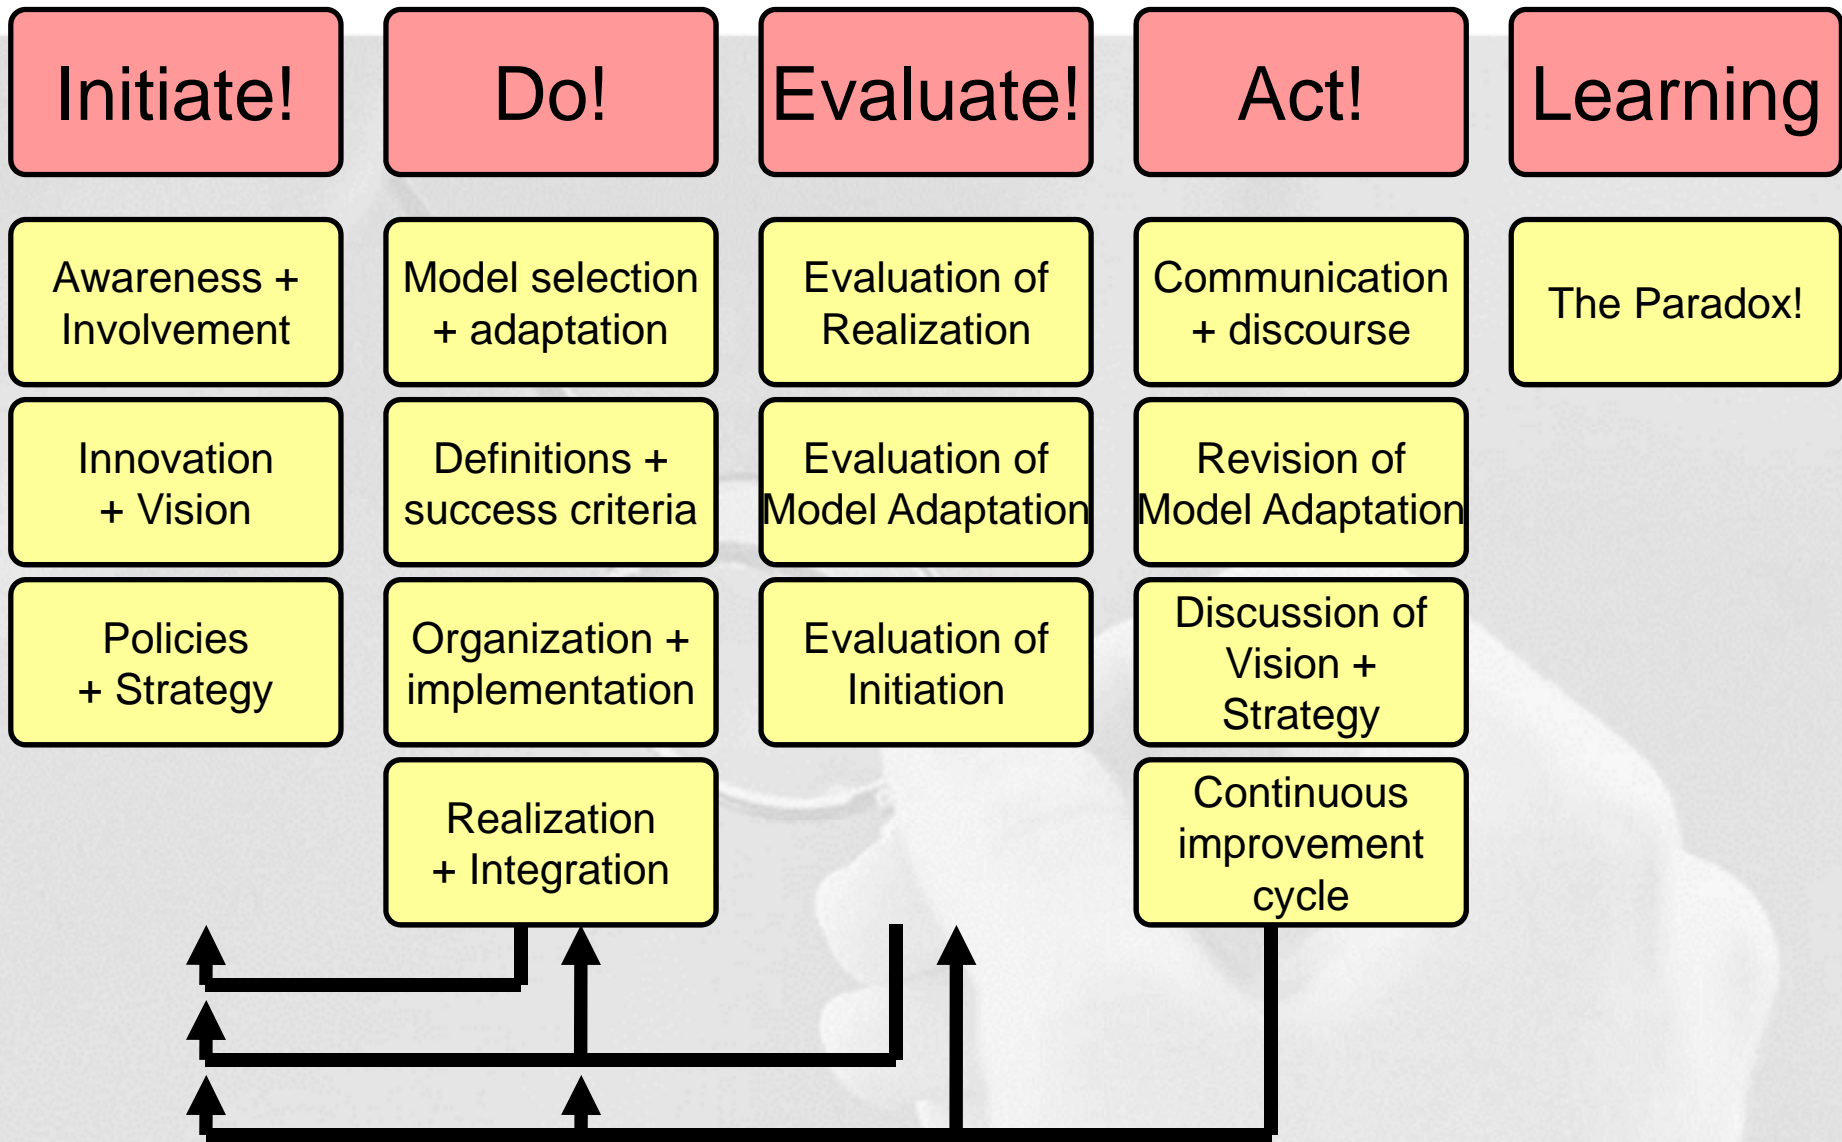 Initiate!
Do!
Evaluate!
Act!
Learning
Awareness +
Involvement
Model selection
+ adaptation
Evaluation of
Realization
Communication
+ discourse
The Paradox!
Innovation
+ Vision
Definitions +
success criteria
Evaluation of
Model Adaptation
Revision of
Model Adaptation
Policies
+ Strategy
Organization +
implementation
Evaluation of
Initiation
Discussion of
Vision +
Strategy
Realization
+ Integration
Continuous
improvement
cycle